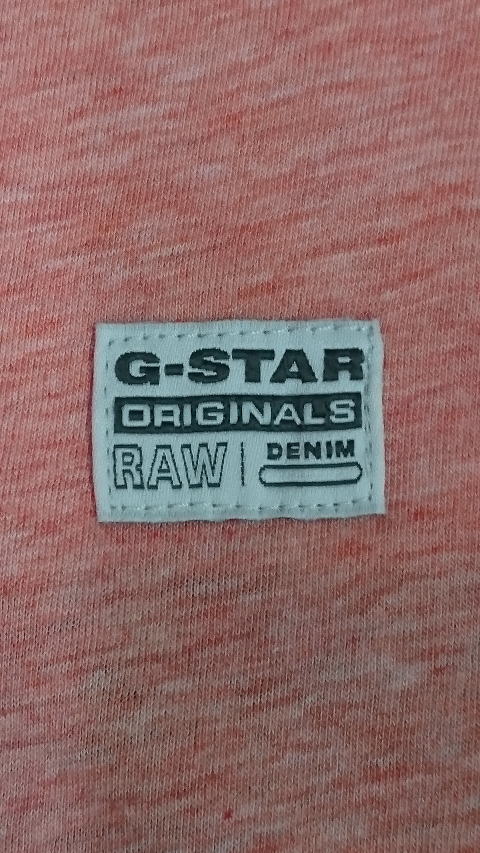 G-STAR
ORIGINALS
RAW | DENIM